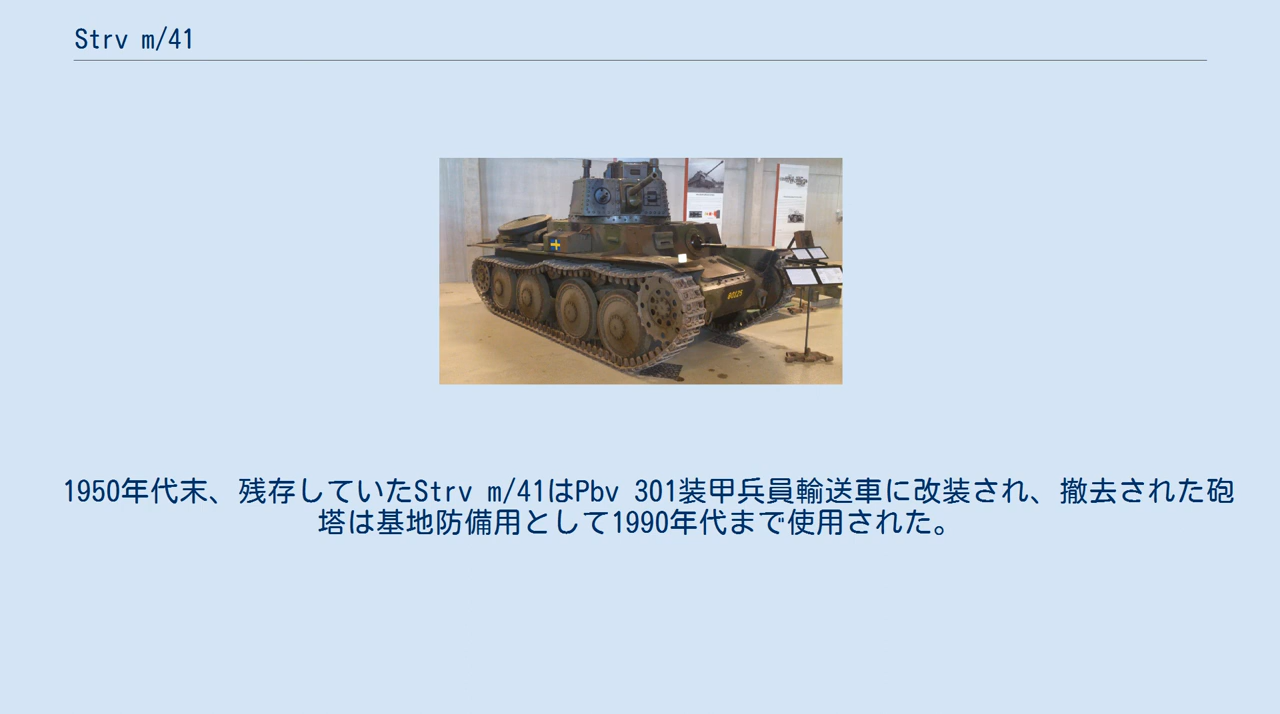 Strv m/41
80225
1950年代末、残存していたStrv m/41はPbv 301装甲兵員輸送車に改装され、撤去された砲
塔は基地防備用として1990年代まで使用された。